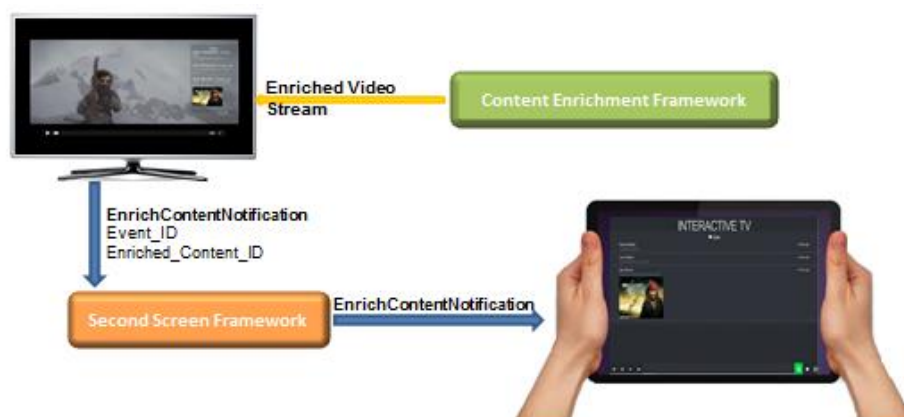 Enriched Video
Stream
Content Enrichment Framework
EnrichContentNotification
Event_ID
Enriched_Content_ID
Second Screen Framework
EnrichContentNotification
INTERACTIVE TV